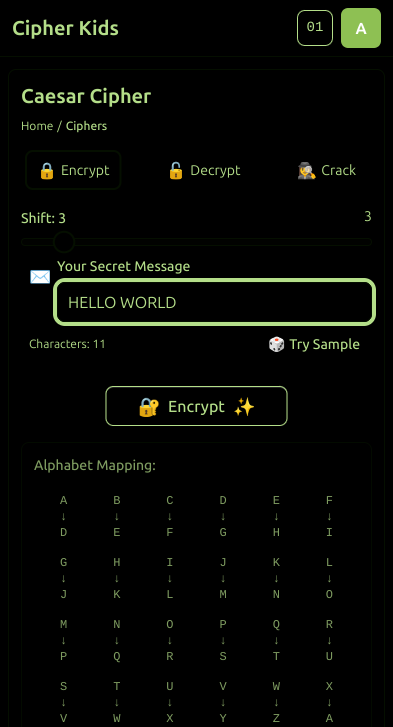 Cipher Kids
01
A
Caesar Cipher
Home / Ciphers
🔒 Encrypt
🔓 Decrypt
🕵️ Crack
Shift: 3
3
✉️ Your Secret Message
HELLO WORLD
Characters: 11
🎲 Try Sample
🔐 Encrypt ✨
Alphabet Mapping:
A B C D E F
↓ ↓ ↓ ↓ ↓ ↓
D E F G H I
G H I J K L
↓ ↓ ↓ ↓ ↓ ↓
J K L M N O
M N O P Q R
↓ ↓ ↓ ↓ ↓ ↓
P Q R S T U
S T U V W X
↓ ↓ ↓ ↓ ↓ ↓
V W X Y Z A